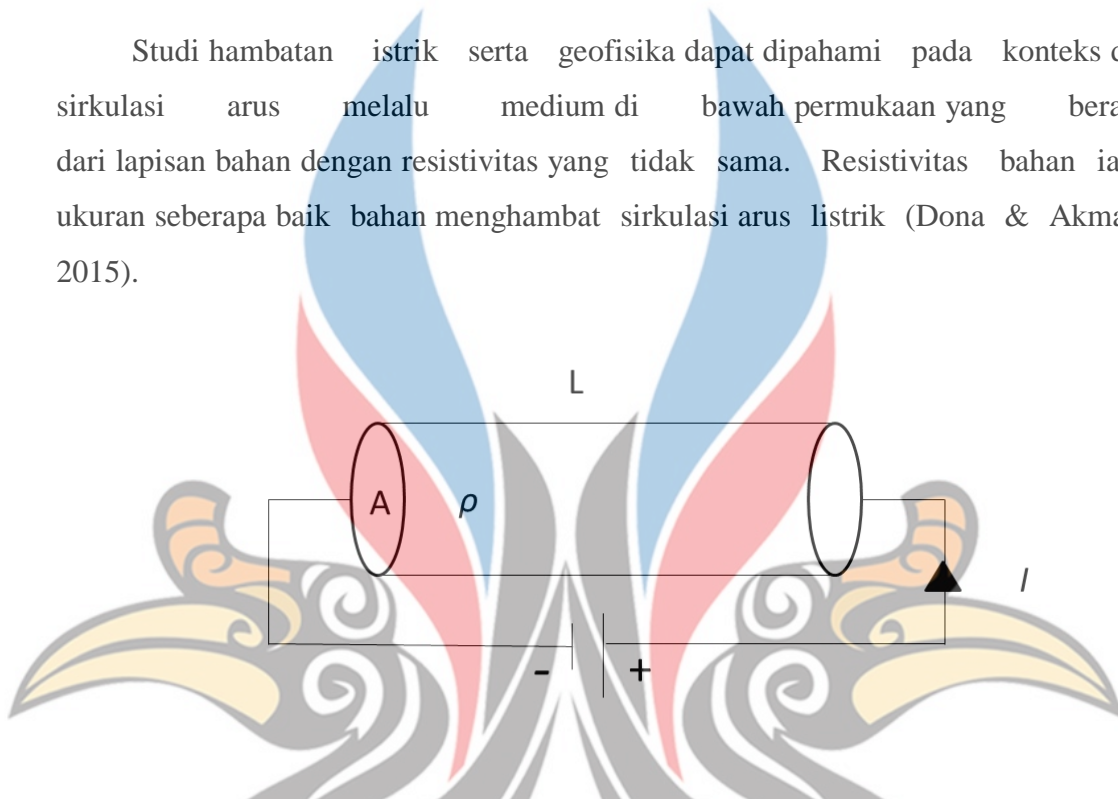 Studi hambatan istrik serta geofisika dapat dipahami pada konteks
sirkulasi arus melalu medium di bawah permukaan yang
dari lapisan bahan dengan resistivitas yang tidak sama. Resistivitas bahan
ukuran seberapa baik bahan menghambat sirkulasi arus listrik (Dona &
2015).
L
A ρ
I
- +